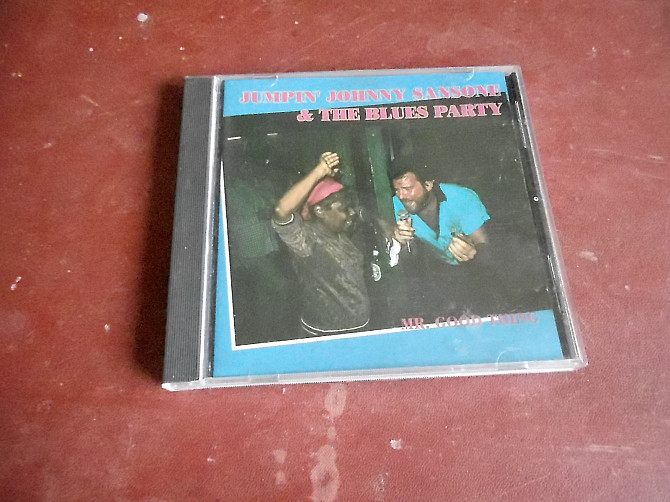 JUMPIN' JOHNNY SANSONE
& THE BLUES PARTY
MR. GOOD THING